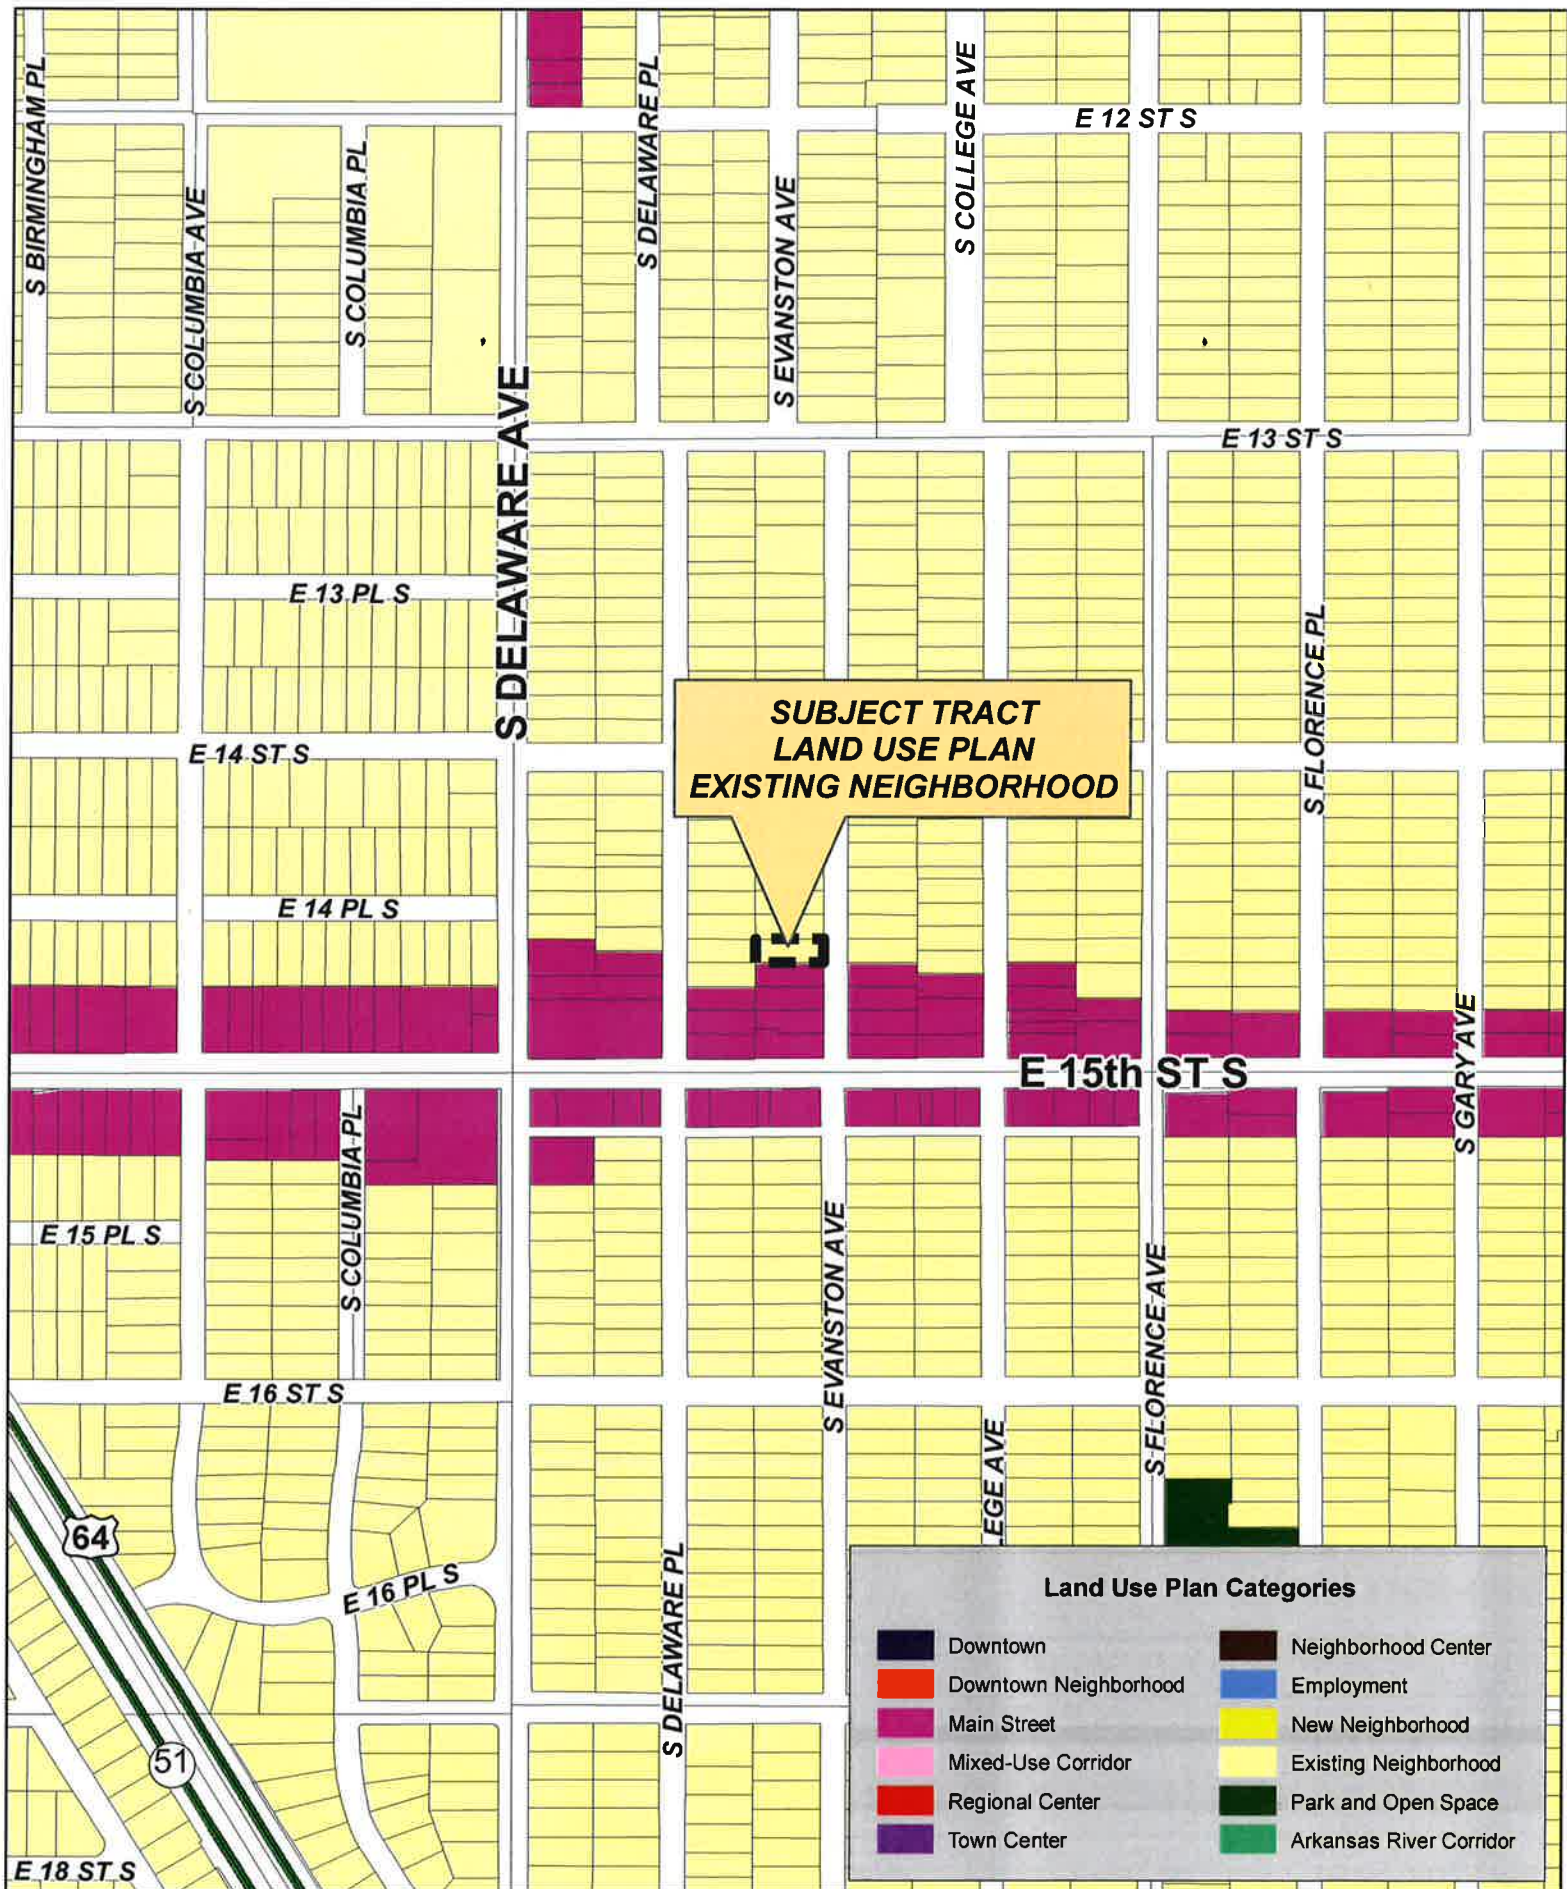 S BIRMINGHAM PL
S COLUMBIA AVE
S COLUMBIA PL
S DELAWARE PL
S EVANSTON AVE
S COLLEGE AVE
E 12 ST S
S DELAWARE AVE
E 13 ST S
E 13 PL S
S FLORENCE PL
E 14 ST S
SUBJECT TRACT
LAND USE PLAN
EXISTING NEIGHBORHOOD
E 14 PL S
E 15th ST S
S GARY AVE
S COLUMBIA PL
E 15 PL S
S EVANSTON AVE
S FLORENCE AVE
E 16 ST S
EGE AVE
64
E 16 PL S
S DELAWARE PL
51
E 18 ST S
Land Use Plan Categories
Downtown
Downtown Neighborhood
Main Street
Mixed-Use Corridor
Regional Center
Town Center
Neighborhood Center
Employment
New Neighborhood
Existing Neighborhood
Park and Open Space
Arkansas River Corridor